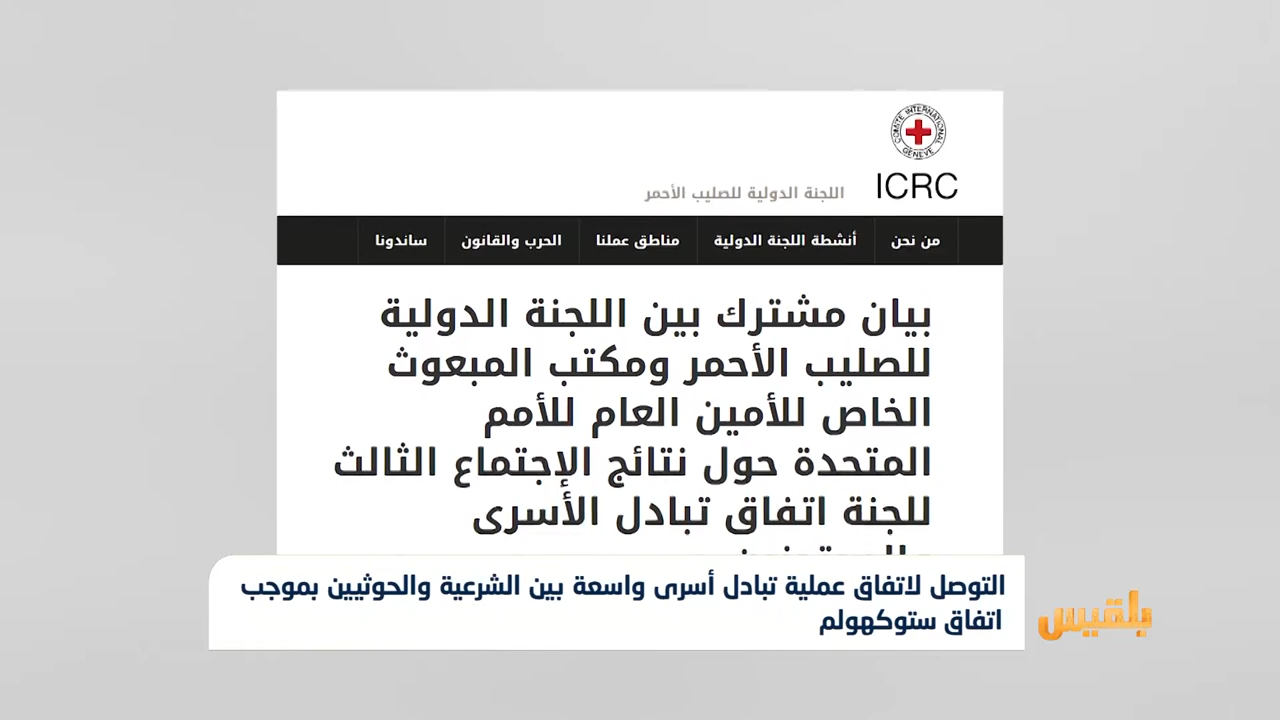 COMITE INTERNATIONAL GENEVE
ICRC
اللجنة الدولية للصليب الأحمر
من نحن
أنشطة اللجنة الدولية
مناطق عملنا
الحرب والقانون
ساندونا
بيان مشترك بين اللجنة الدولية
للصليب الأحمر ومكتب المبعوث
الخاص للأمين العام للأمم
المتحدة حول نتائج الإجتماع الثالث
للجنة اتفاق تبادل الأسرى
التوصل لاتفاق عملية تبادل أسرى واسعة بين الشرعية والحوثيين بموجب
اتفاق ستوكهولم
بلقيس